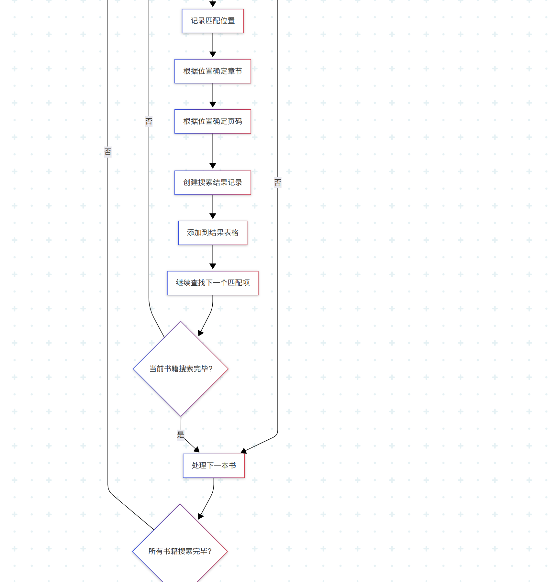 记录匹配位置
根据位置确定章节
否
根据位置确定页码
否
创建搜索结果记录
否
添加到结果表格
继续查找下一个匹配项
当前书籍搜索完毕?
是
处理下一本书
所有书籍搜索完毕?